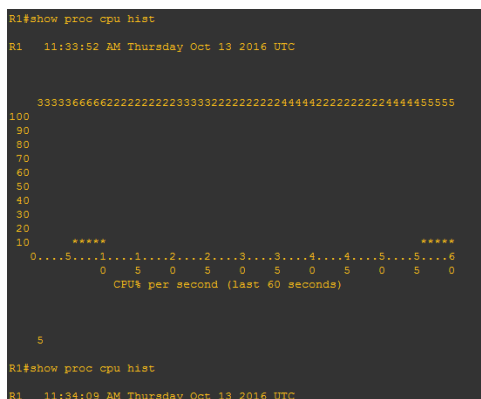 R1#show proc cpu hist
R1   11:33:52 AM Thursday Oct 13 2016 UTC
333336666622222222223333322222222224444422222222224444455555
100
90
80
70
60
50
40
30
20
10      *****                                             *****
0....5....1....1....2....2....3....3....4....4....5....5....6
          0    5    0    5    0    5    0    5    0    5    0
CPU% per second (last 60 seconds)
5
R1#show proc cpu hist
R1   11:34:09 AM Thursday Oct 13 2016 UTC